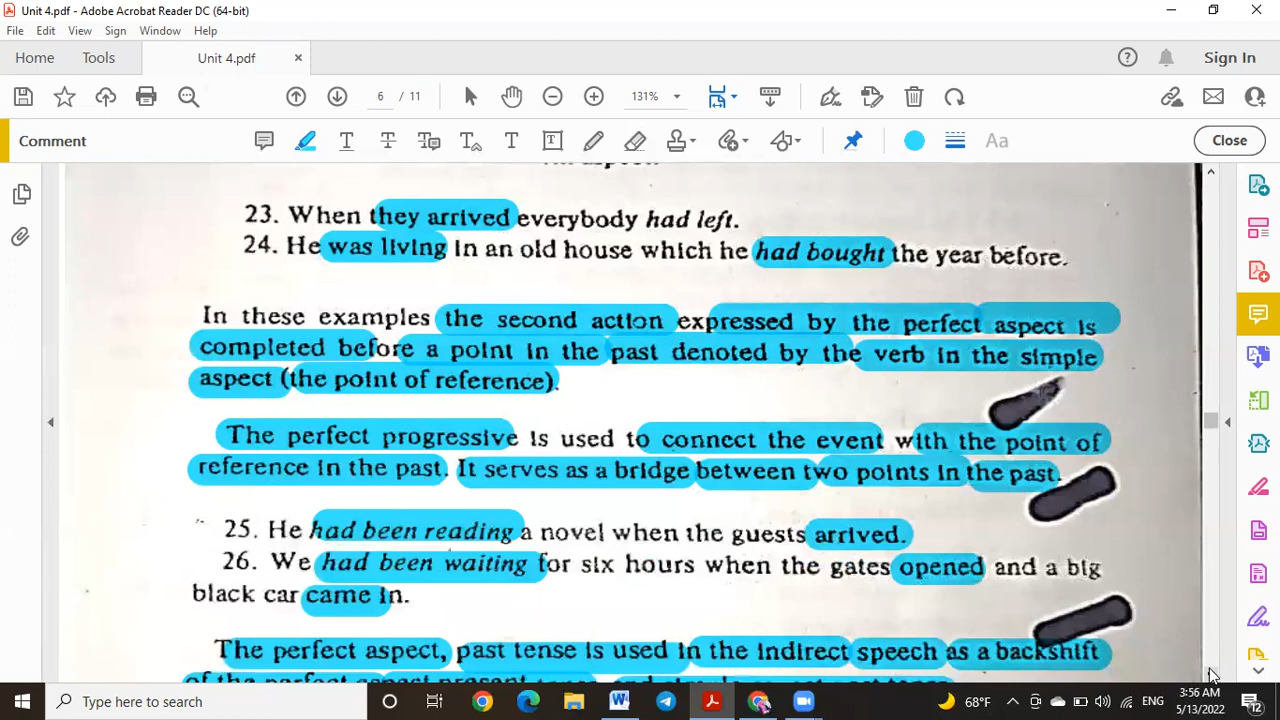 Unit 4.pdf - Adobe Acrobat Reader DC (64-bit)
File Edit View Sign Window Help
Home Tools Unit 4.pdf × Sign In
6 / 11 131%
Comment Aa Close
23. When they arrived everybody had left.
24. He was living in an old house which he had bought the year before.
In these examples the second action expressed by the perfect aspect is
completed before a point in the past denoted by the verb in the simple
aspect (the point of reference).
The perfect progressive is used to connect the event with the point of
reference in the past. It serves as a bridge between two points in the past.
25. He had been reading a novel when the guests arrived.
26. We had been waiting for six hours when the gates opened and a big
black car came in.
The perfect aspect, past tense is used in the indirect speech as a backshift
of the perfect aspect present tense
Type here to search 68°F ENG 3:56 AM
5/13/2022 12